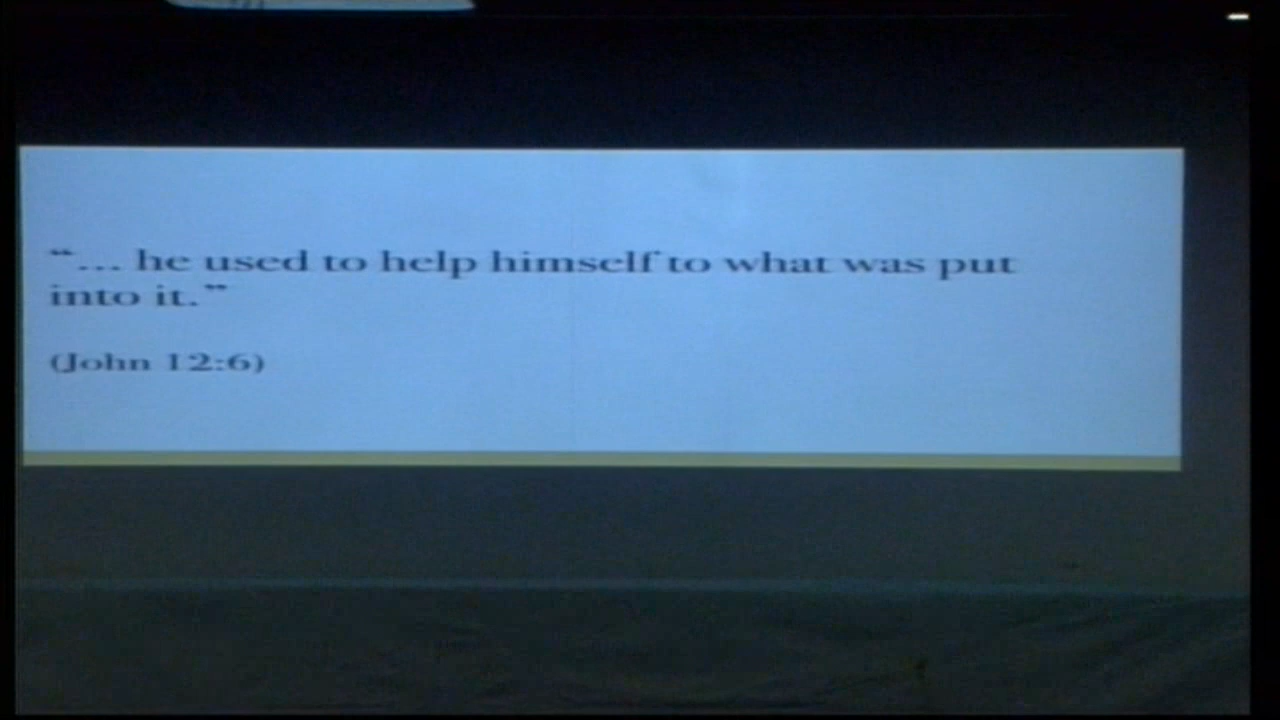 “... he used to help himself to what was put
into it.”
(John 12:6)